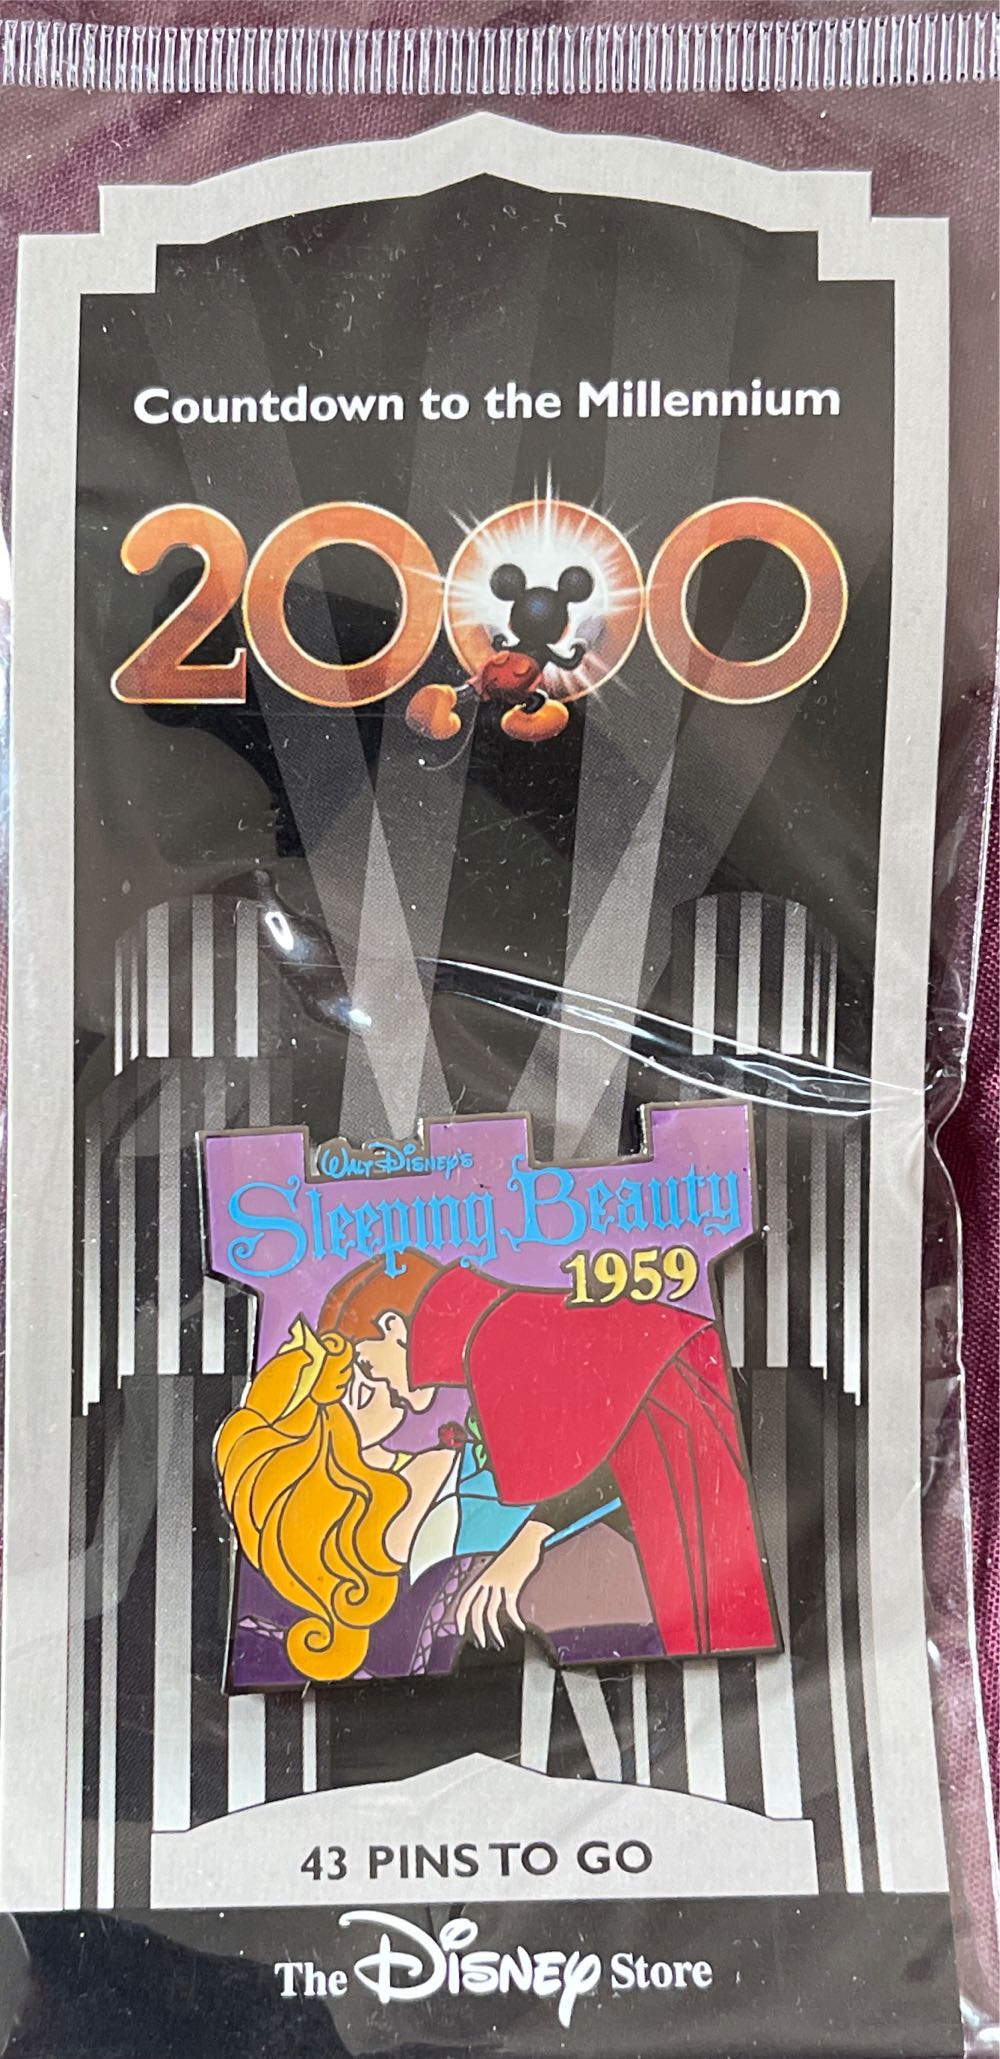 Countdown to the Millennium
2000
Walt Disney's
Sleeping Beauty
1959
43 PINS TO GO
The Disney Store